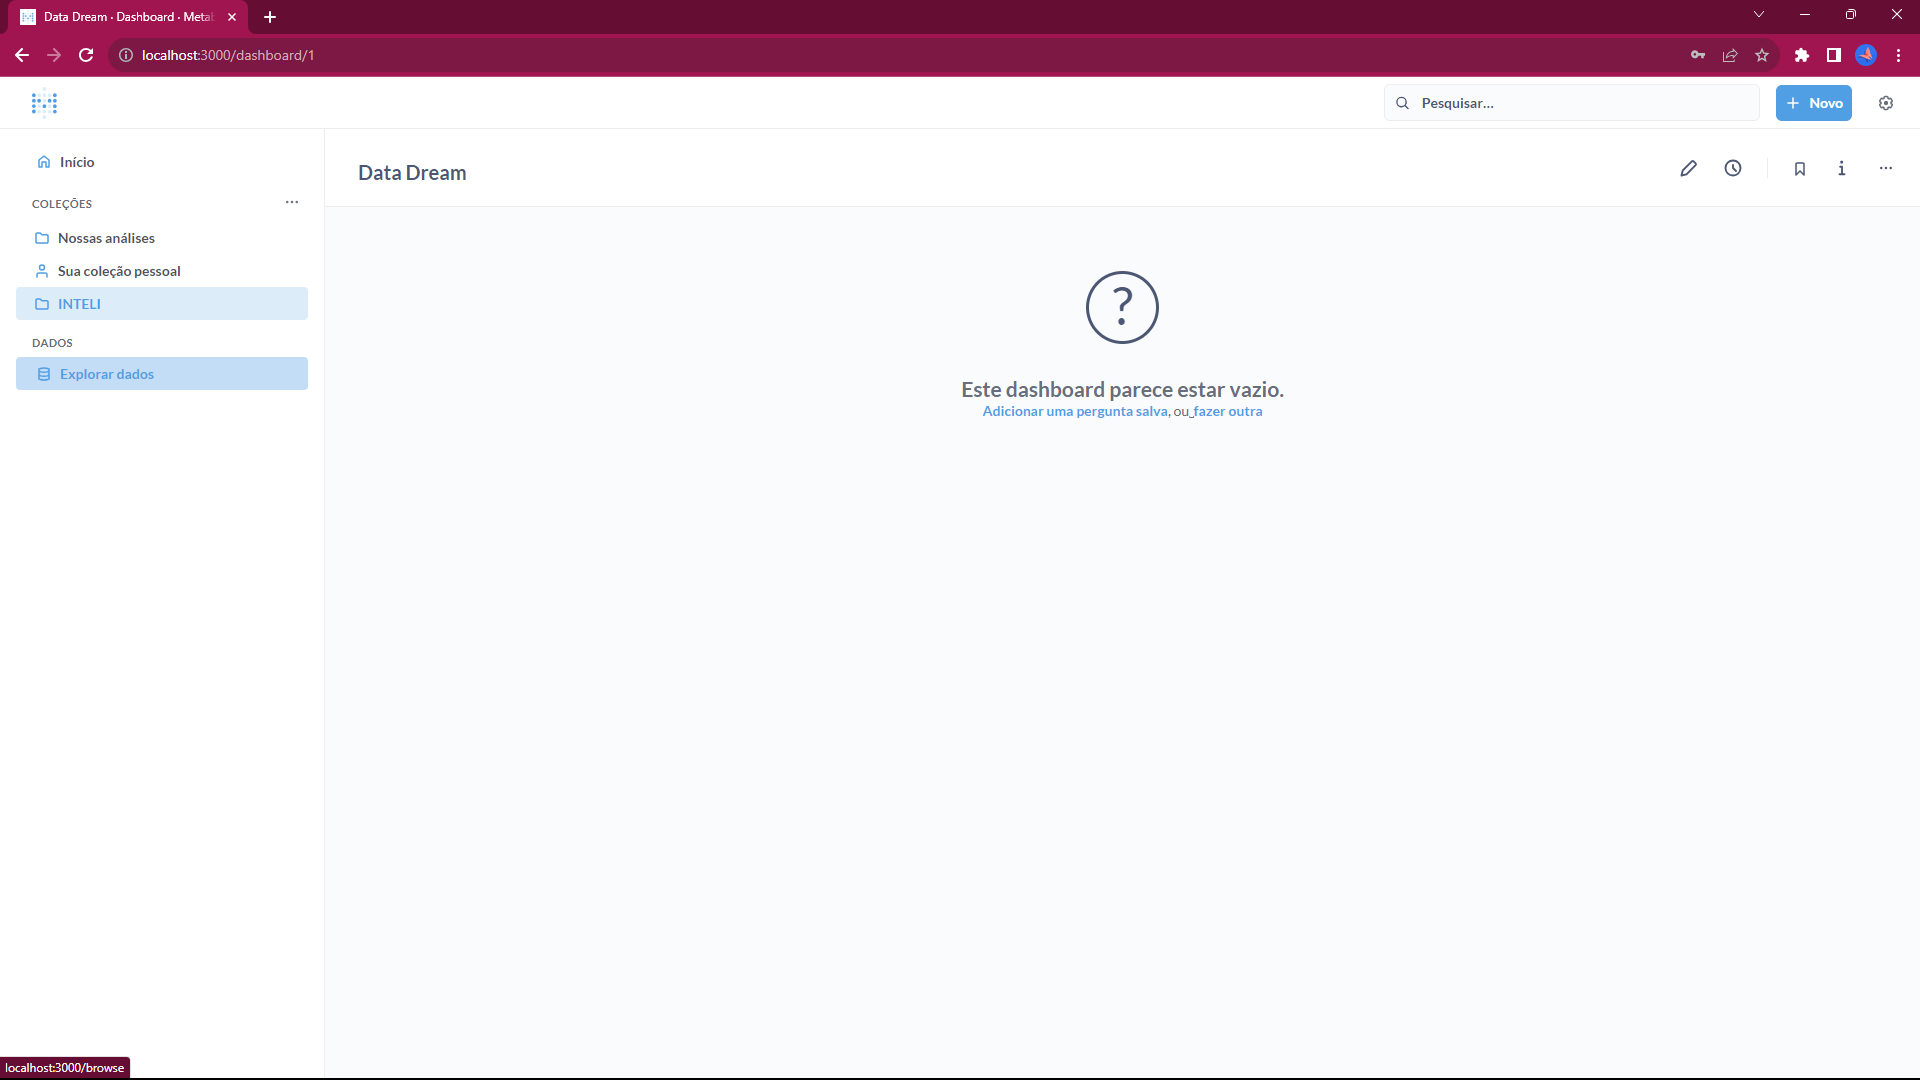 Data Dream · Dashboard · Metab
localhost:3000/dashboard/1
Pesquisar...
Novo
Início
COLEÇÕES
Nossas análises
Sua coleção pessoal
INTELI
DADOS
Explorar dados
Data Dream
?
Este dashboard parece estar vazio.
Adicionar uma pergunta salva, ou fazer outra
localhost:3000/browse